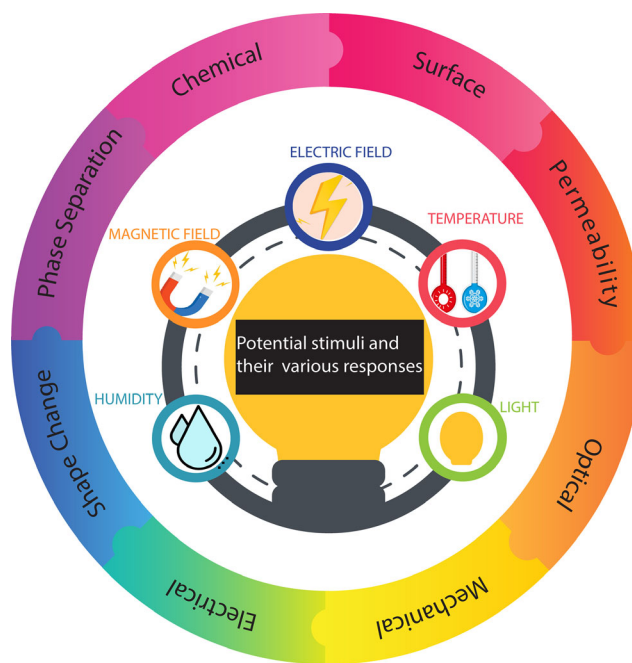 Chemical
Surface
Phase Separation
Permeability
ELECTRIC FIELD
MAGNETIC FIELD
TEMPERATURE
Potential stimuli and
their various responses
HUMIDITY
LIGHT
Shape Change
Optical
Electrical
Mechanical